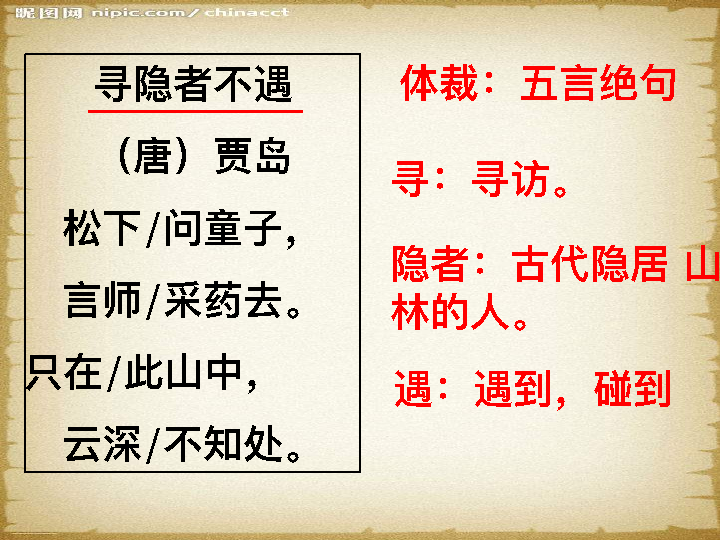 昵图网 nipic.com/chinacct
寻隐者不遇
（唐）贾岛
松下/问童子，
言师/采药去。
只在/此山中，
云深/不知处。
体裁：五言绝句
寻：寻访。
隐者：古代隐居 山
林的人。
遇：遇到，碰到